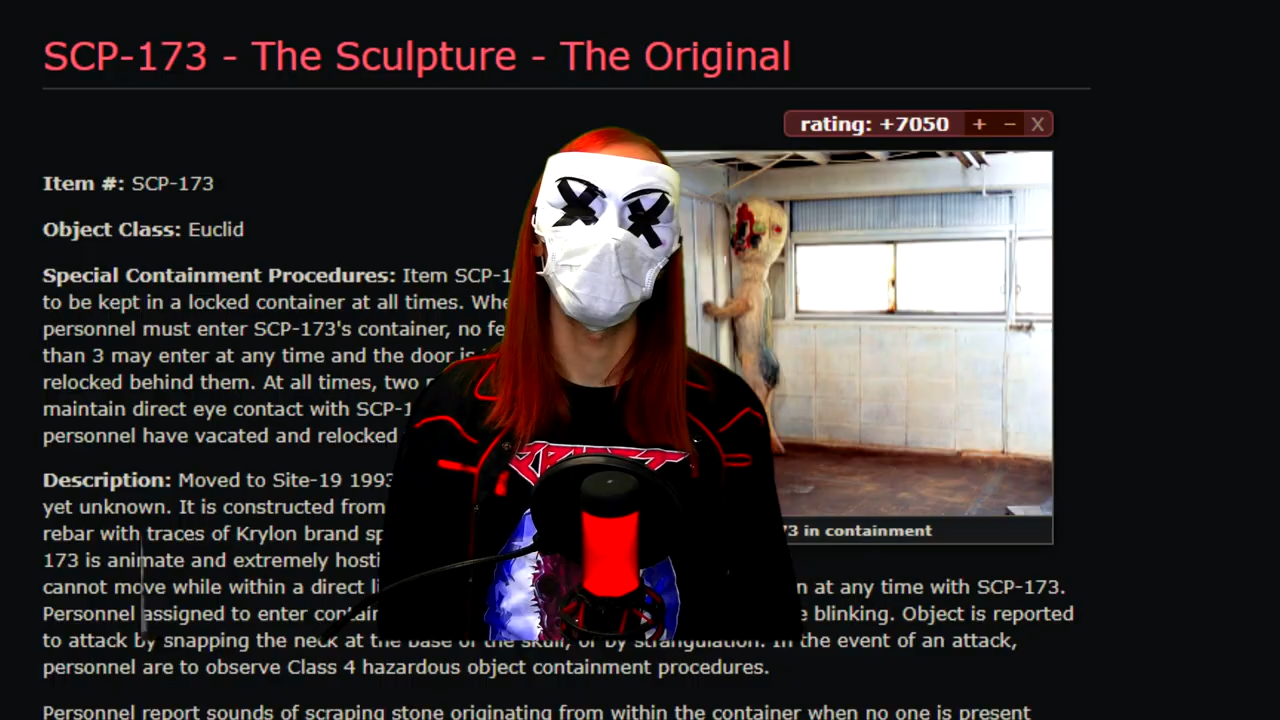 SCP-173 - The Sculpture - The Original
rating: +7050 + − X
Item #: SCP-173
Object Class: Euclid
Special Containment Procedures: Item SCP-1
to be kept in a locked container at all times. Whe
personnel must enter SCP-173's container, no fe
than 3 may enter at any time and the door is
relocked behind them. At all times, two
maintain direct eye contact with SCP-1
personnel have vacated and relocked
Description: Moved to Site-19 1993
yet unknown. It is constructed from
73 in containment
rebar with traces of Krylon brand sp
173 is animate and extremely hosti
cannot move while within a direct li n at any time with SCP-173.
Personnel assigned to enter contain e blinking. Object is reported
to attack by snapping the neck at the base of the skull, or by strangulation. In the event of an attack,
personnel are to observe Class 4 hazardous object containment procedures.
Personnel report sounds of scraping stone originating from within the container when no one is present